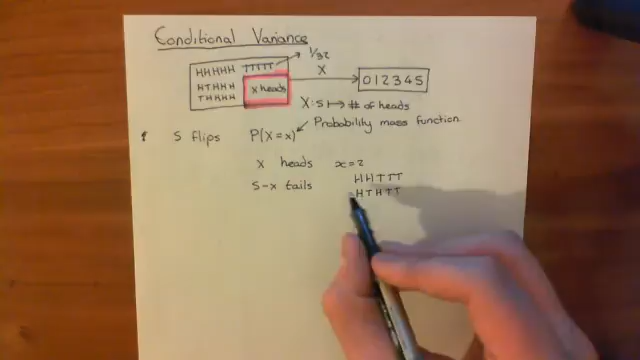 Conditional Variance
1/32
HHHHH TTTTT
X
HTHHH
x heads
THHHH
0 1 2 3 4 5
X: s ↦ # of heads
Probability mass function
5 flips P(X=x)
x heads x=2
5-x tails HHTTT
HTHTT